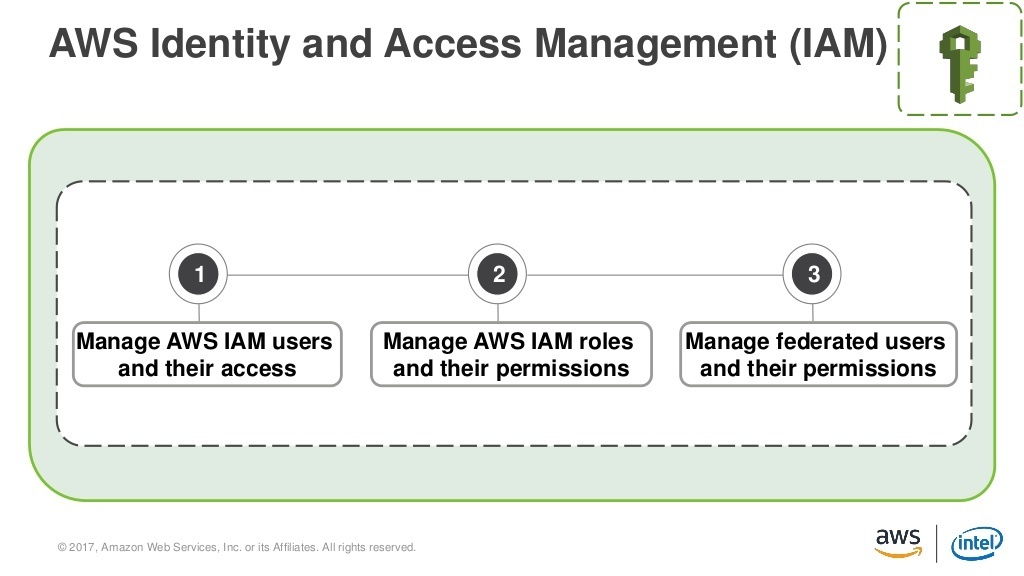 AWS Identity and Access Management (IAM)
1
2
3
Manage AWS IAM users
and their access
Manage AWS IAM roles
and their permissions
Manage federated users
and their permissions
© 2017, Amazon Web Services, Inc. or its Affiliates. All rights reserved.
aws
intel